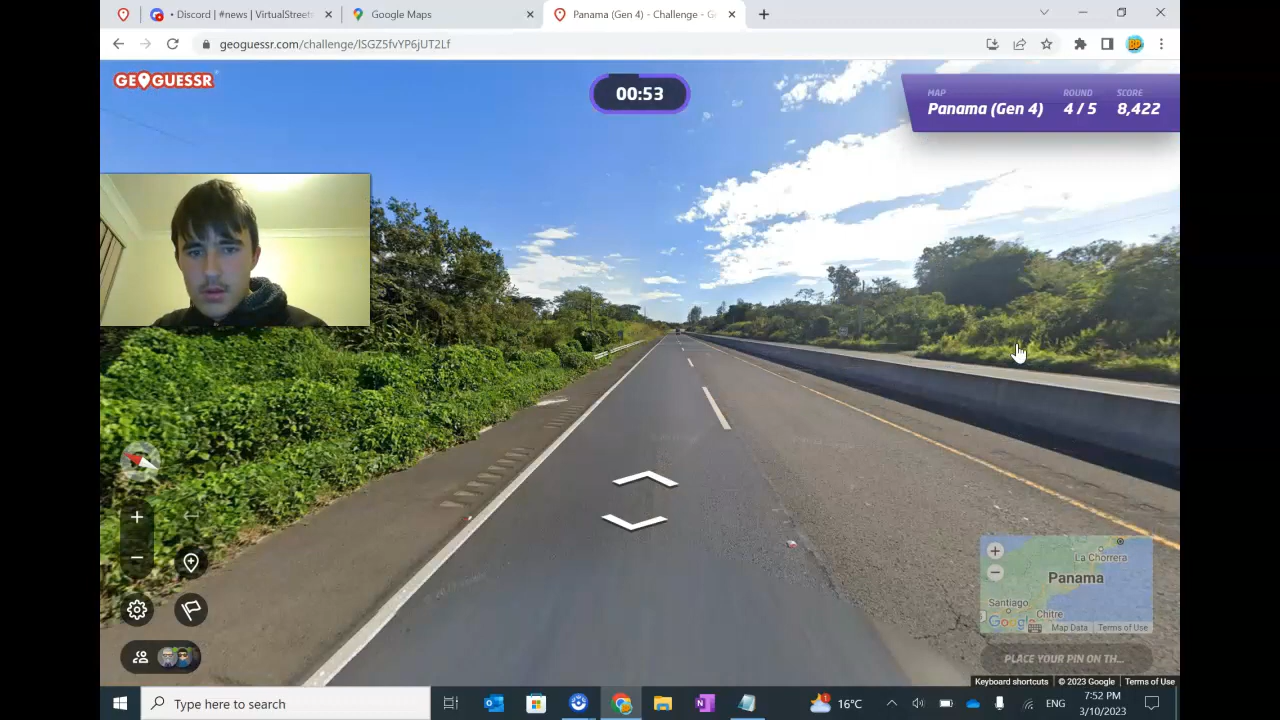 • Discord | #news | VirtualStreets
Google Maps
Panama (Gen 4) - Challenge - Ge
geoguessr.com/challenge/lSGZ5fvYP6jUT2Lf
GEOGUESSR
00:53
MAP ROUND SCORE
Panama (Gen 4) 4 / 5 8,422
La Chorrera
Panama
Santiago
Chitre
Google Map Data Terms of Use
PLACE YOUR PIN ON TH...
Keyboard shortcuts © 2023 Google Terms of Use
Type here to search
16°C
ENG
7:52 PM
3/10/2023